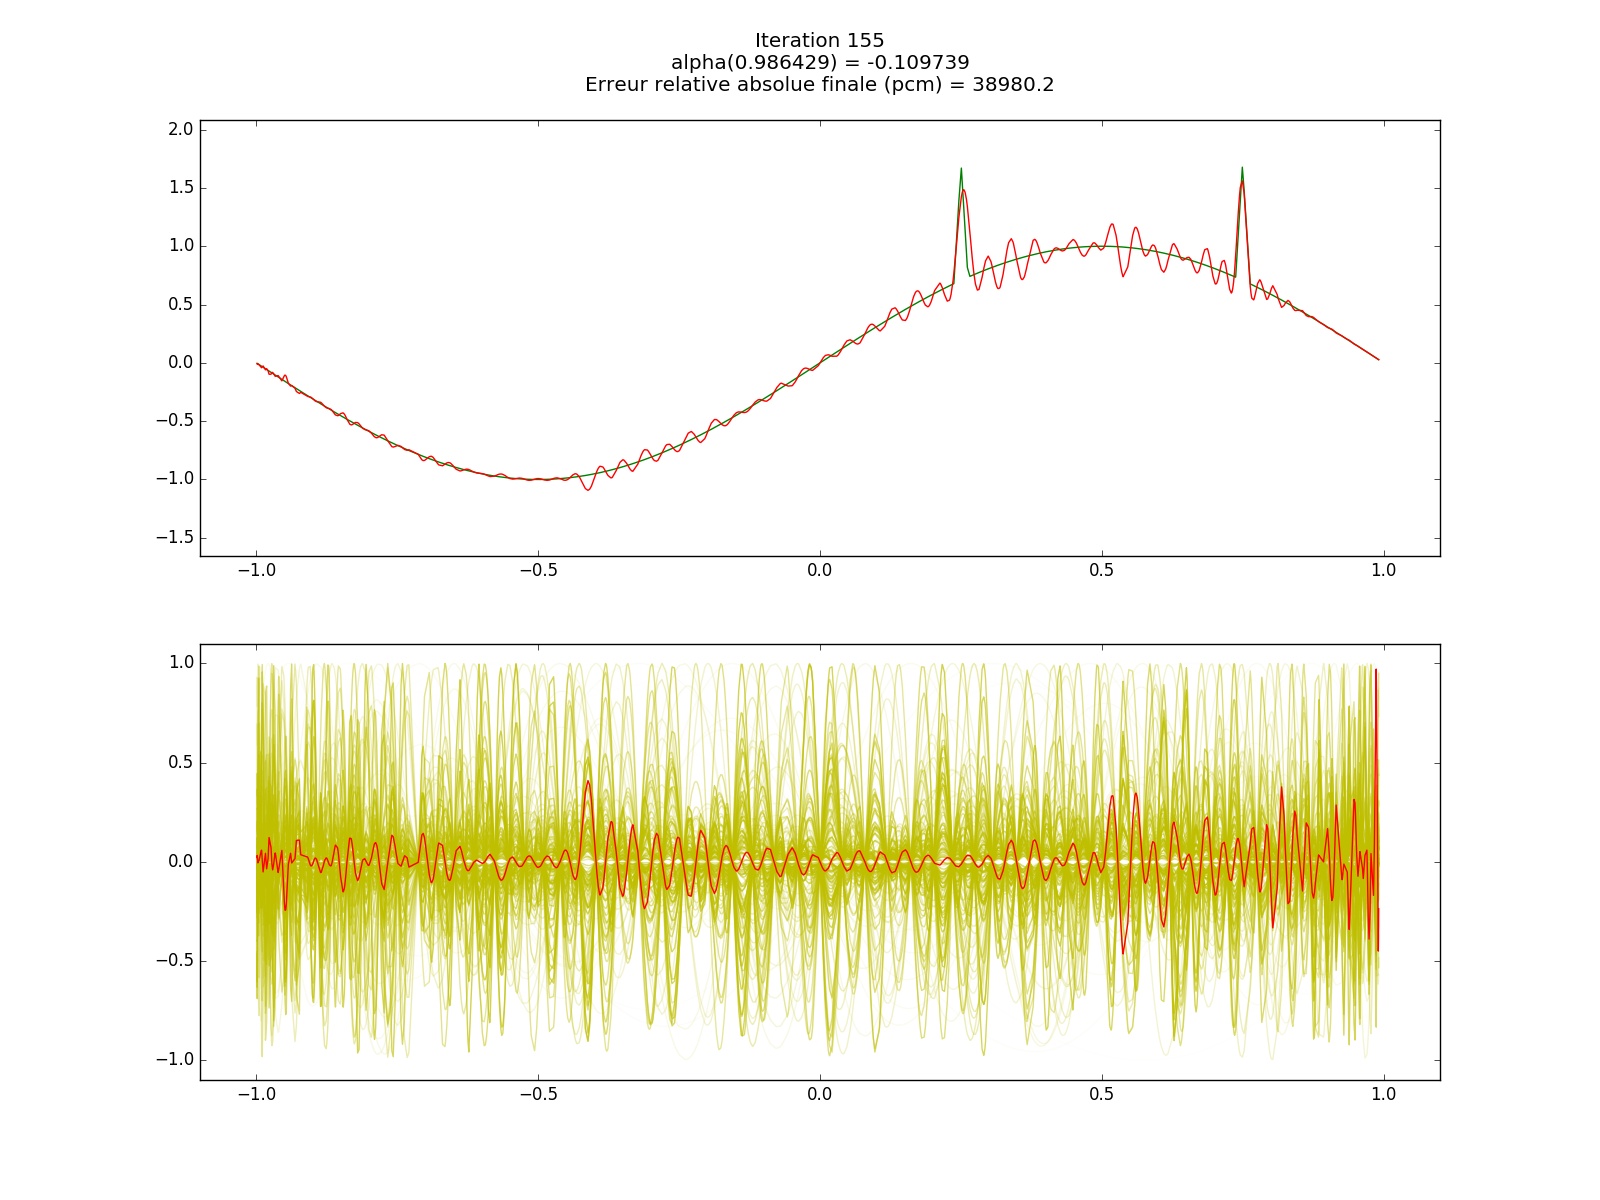 Iteration 155
alpha(0.986429) = -0.109739
Erreur relative absolue finale (pcm) = 38980.2
2.0
1.5
1.0
0.5
0.0
−0.5
−1.0
−1.5
−1.0 −0.5 0.0 0.5 1.0
1.0
0.5
0.0
−0.5
−1.0
−1.0 −0.5 0.0 0.5 1.0